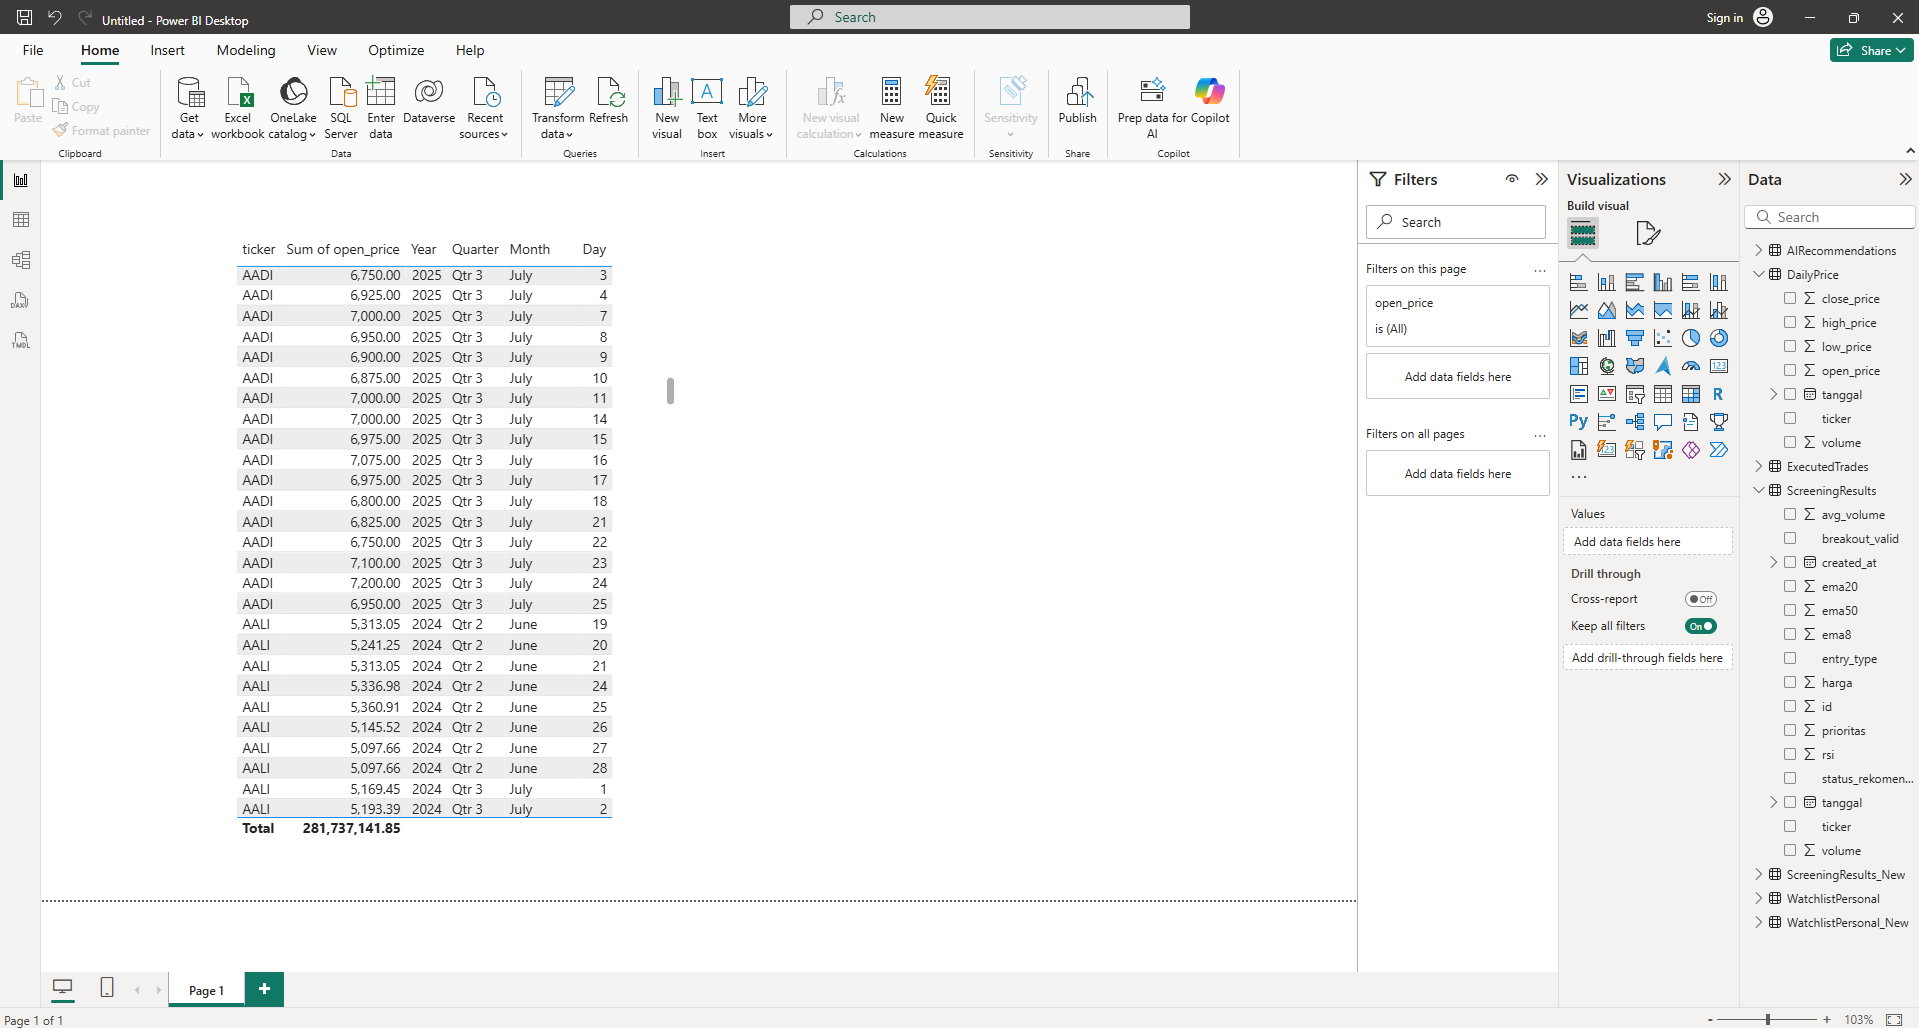 Untitled - Power BI Desktop
Search
Sign in
File Home Insert Modeling View Optimize Help
Share
Paste
Cut
Copy
Format painter
Clipboard
Get data
Excel workbook
OneLake catalog
SQL Server
Enter data
Dataverse
Recent sources
Data
Transform data
Refresh
Queries
New visual
Text box
More visuals
Insert
New visual calculation
New measure
Quick measure
Calculations
Sensitivity
Sensitivity
Publish
Share
Prep data for AI
Copilot
Copilot
DAX
TMDL
ticker Sum of open_price Year Quarter Month Day
AADI 6,750.00 2025 Qtr 3 July 3
AADI 6,925.00 2025 Qtr 3 July 4
AADI 7,000.00 2025 Qtr 3 July 7
AADI 6,950.00 2025 Qtr 3 July 8
AADI 6,900.00 2025 Qtr 3 July 9
AADI 6,875.00 2025 Qtr 3 July 10
AADI 7,000.00 2025 Qtr 3 July 11
AADI 7,000.00 2025 Qtr 3 July 14
AADI 6,975.00 2025 Qtr 3 July 15
AADI 7,075.00 2025 Qtr 3 July 16
AADI 6,975.00 2025 Qtr 3 July 17
AADI 6,800.00 2025 Qtr 3 July 18
AADI 6,825.00 2025 Qtr 3 July 21
AADI 6,750.00 2025 Qtr 3 July 22
AADI 7,100.00 2025 Qtr 3 July 23
AADI 7,200.00 2025 Qtr 3 July 24
AADI 6,950.00 2025 Qtr 3 July 25
AALI 5,313.05 2024 Qtr 2 June 19
AALI 5,241.25 2024 Qtr 2 June 20
AALI 5,313.05 2024 Qtr 2 June 21
AALI 5,336.98 2024 Qtr 2 June 24
AALI 5,360.91 2024 Qtr 2 June 25
AALI 5,145.52 2024 Qtr 2 June 26
AALI 5,097.66 2024 Qtr 2 June 27
AALI 5,097.66 2024 Qtr 2 June 28
AALI 5,169.45 2024 Qtr 3 July 1
AALI 5,193.39 2024 Qtr 3 July 2
Total 281,737,141.85
Filters
Search
Filters on this page ...
open_price
is (All)
Add data fields here
Filters on all pages ...
Add data fields here
Visualizations
Build visual
123
R
Py
123
...
Values
Add data fields here
Drill through
Cross-report Off
Keep all filters On
Add drill-through fields here
Data
Search
AIRecommendations
DailyPrice
close_price
high_price
low_price
open_price
tanggal
ticker
volume
ExecutedTrades
ScreeningResults
avg_volume
breakout_valid
created_at
ema20
ema50
ema8
entry_type
harga
id
prioritas
rsi
status_rekomen...
tanggal
ticker
volume
ScreeningResults_New
WatchlistPersonal
WatchlistPersonal_New
Page 1 +
Page 1 of 1
- + 103%